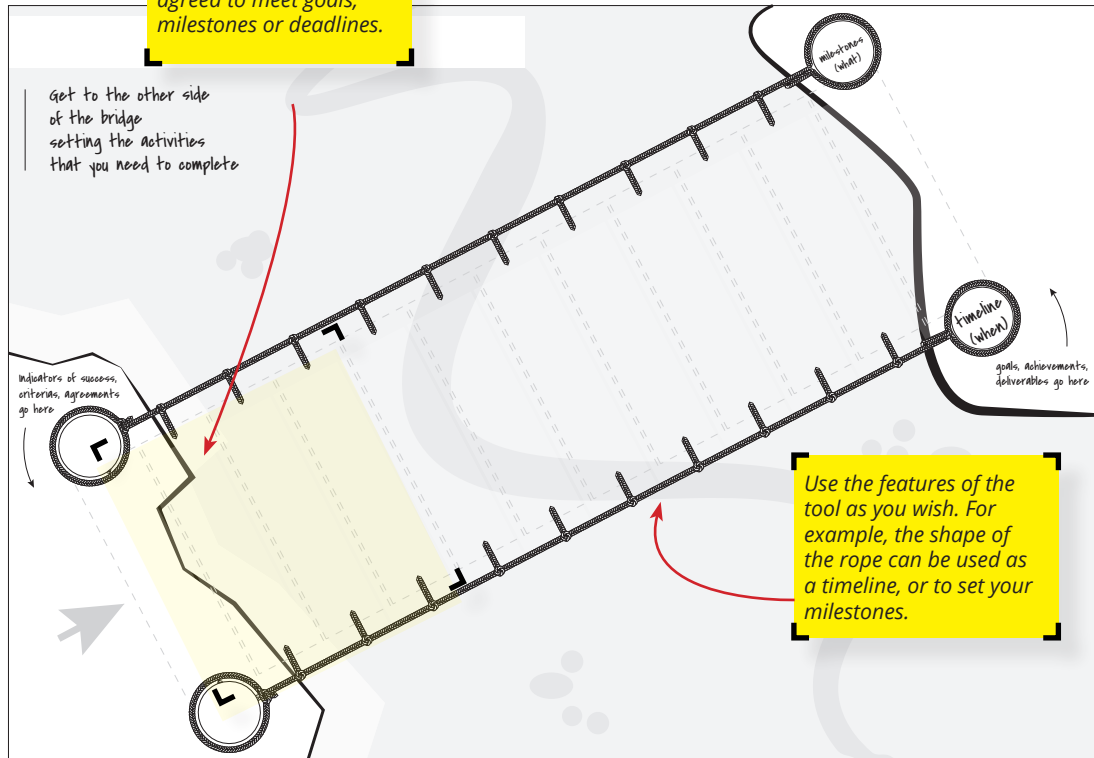 agreed to meet goals,
milestones or deadlines.
Get to the other side
of the bridge
setting the activities
that you need to complete
milestones
(what)
timeline
(when)
Indicators of success,
criterias, agreements
go here
goals, achievements,
deliverables go here
Use the features of the
tool as you wish. For
example, the shape of
the rope can be used as
a timeline, or to set your
milestones.